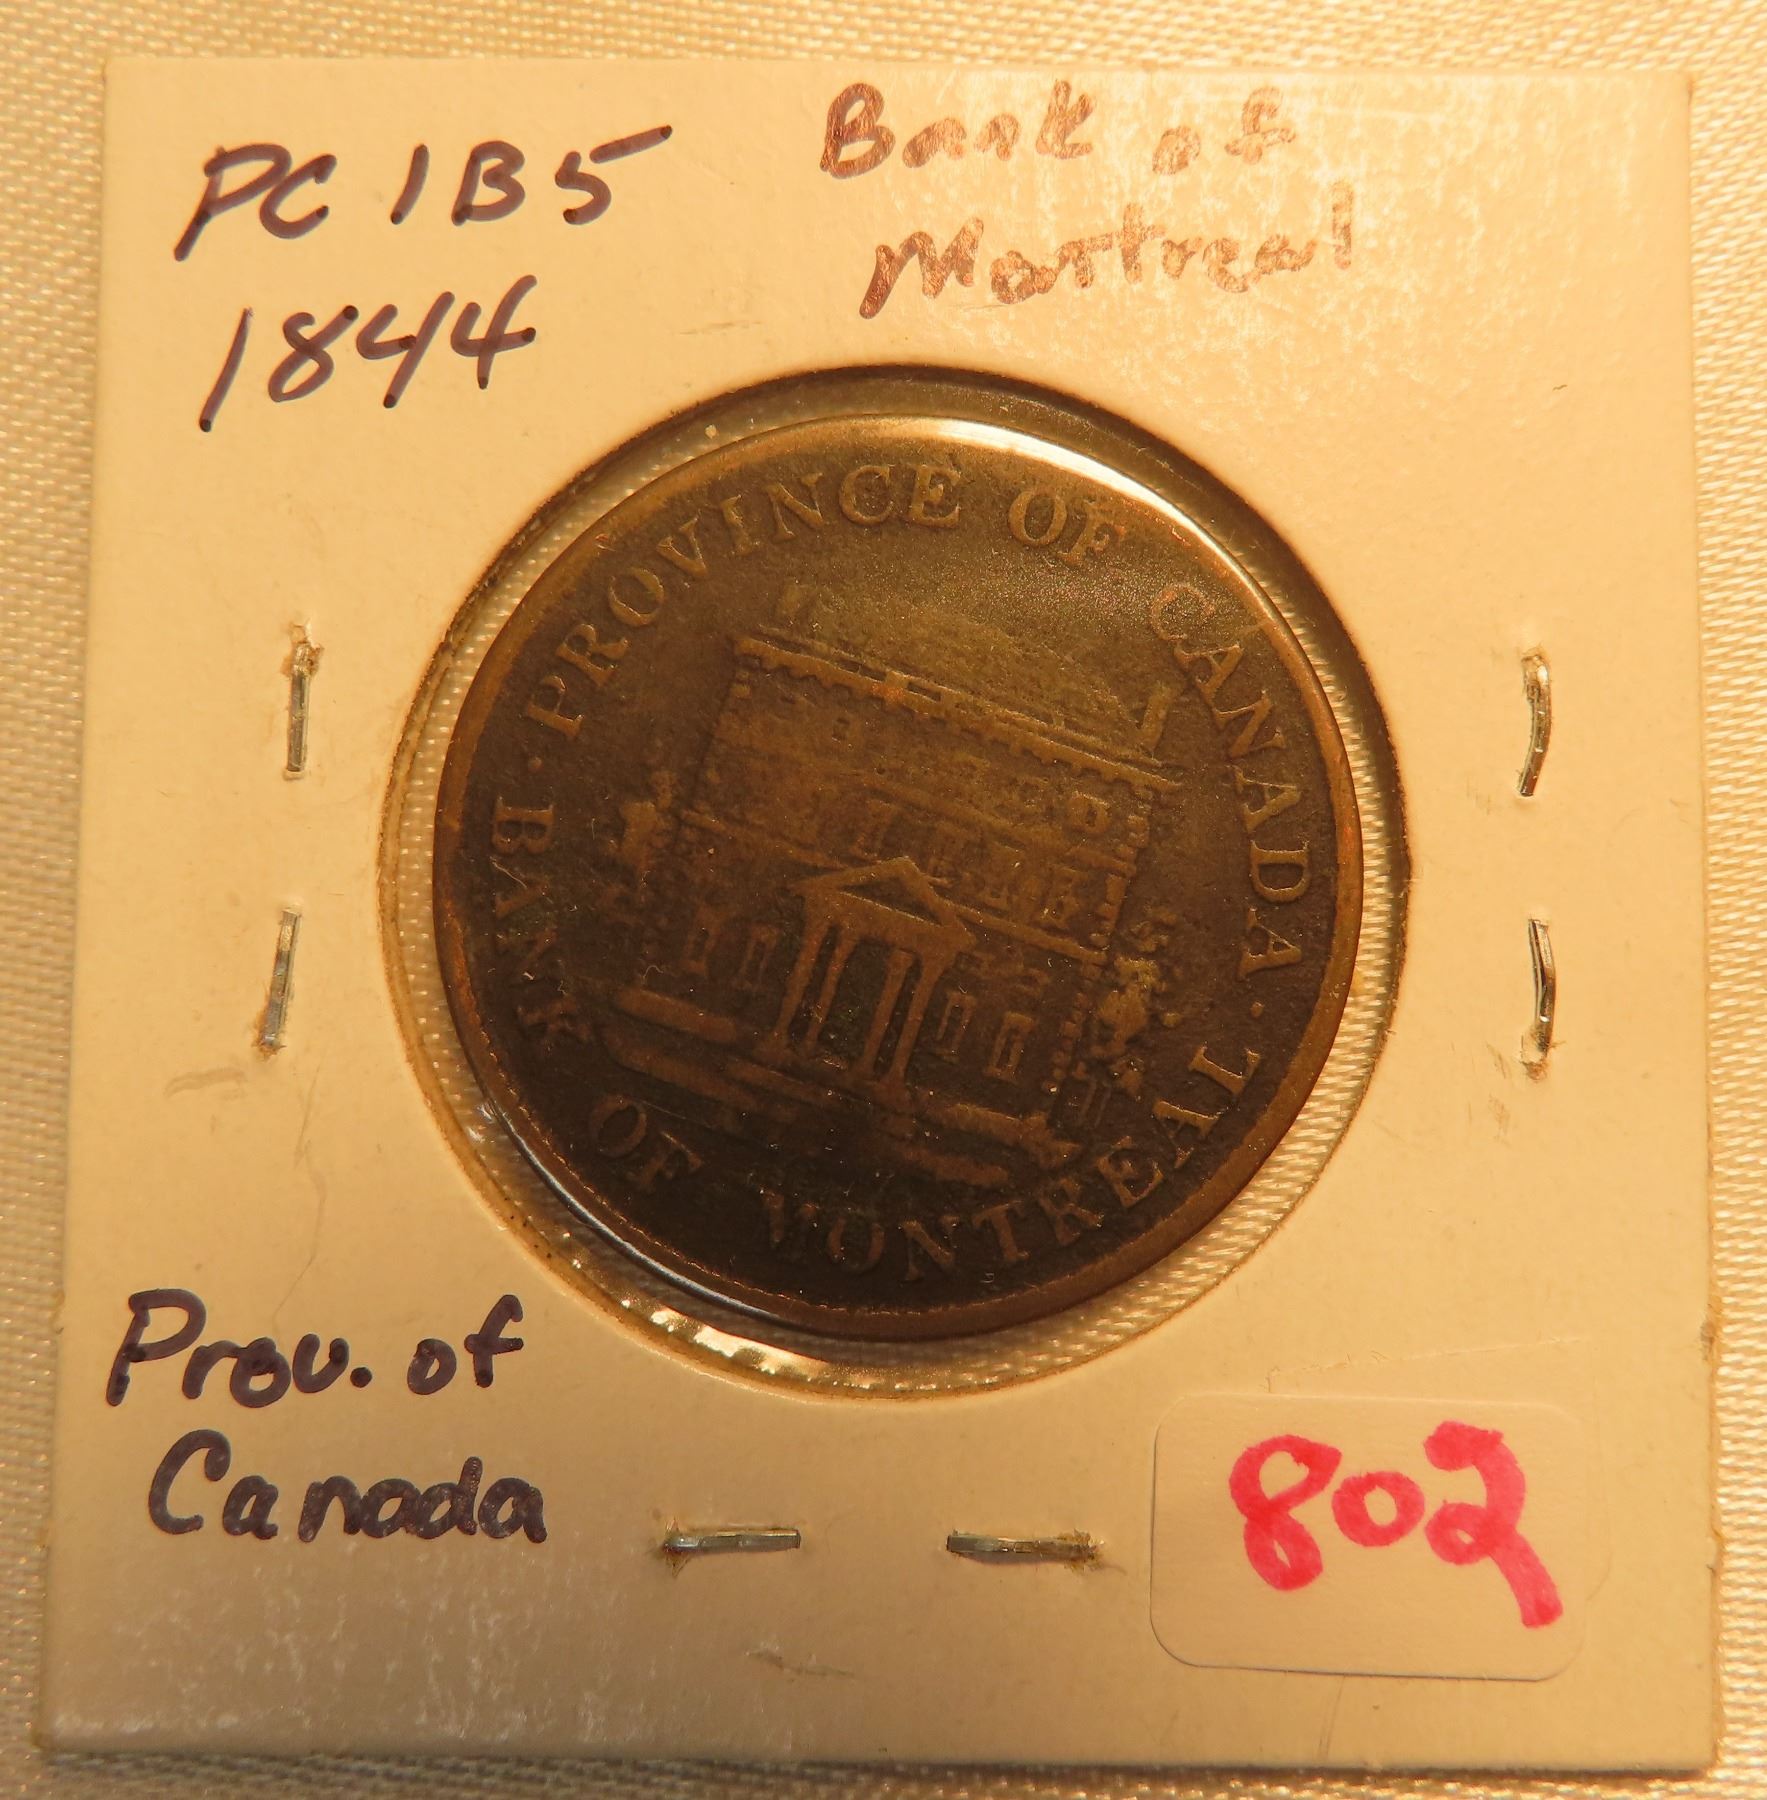 PC 1B5
1844
Bank of
Montreal
PROVINCE OF CANADA
· BANK OF MONTREAL ·
Prov. of
Canada
802